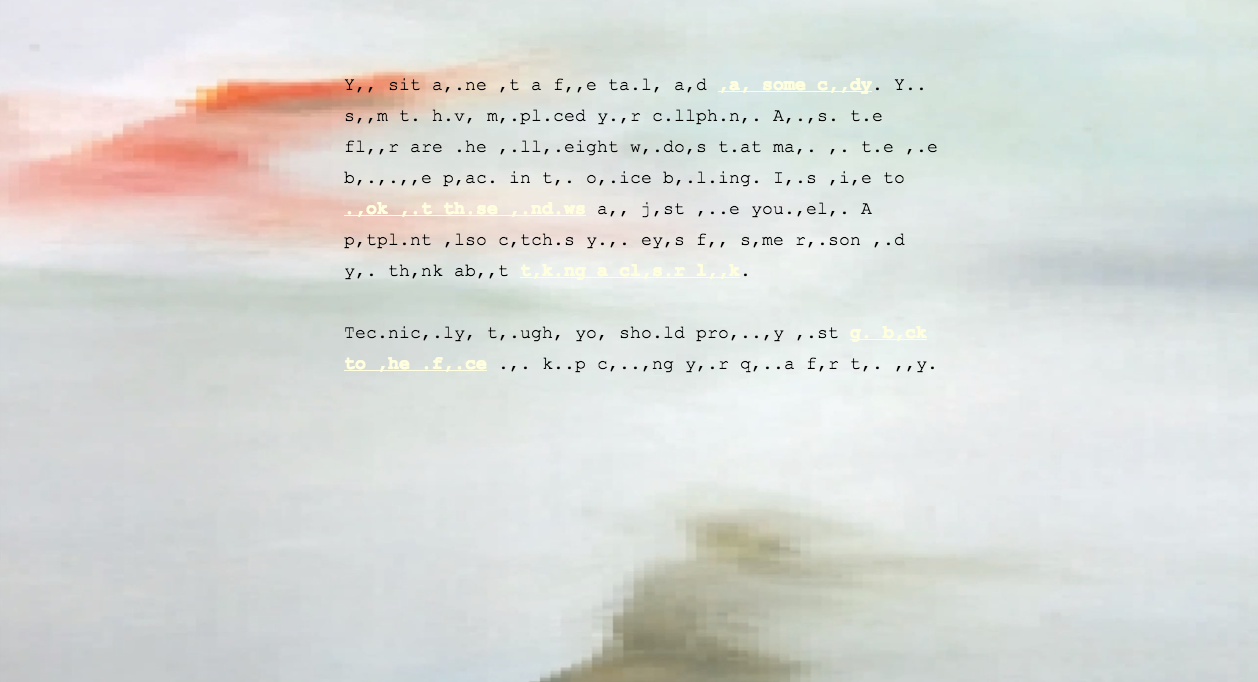 Y,, sit a,.ne ,t a f,,e ta.l, a,d ,a, some c,,dy. Y..
s,,m t. h.v, m,.pl.ced y.,r c.llph.n,. A,.,s. t.e
fl,,r are .he ,.ll,.eight w,.do,s t.at ma,. ,. t.e ,.e
b,.,.,,e p,ac. in t,. o,.ice b,.l.ing. I,.s ,i,e to
.,ok ,.t th.se ,.nd.ws a,, j,st ,..e you.,el,. A
p,tpl.nt ,lso c,tch.s y.,. ey,s f,, s,me r,.son ,.d
y,. th,nk ab,,t t,k.ng a cl,s.r l,,k.
Tec.nic,.ly, t,.ugh, yo, sho.ld pro,..,y ,.st g. b,ck
to ,he .f,.ce .,. k..p c,..,ng y,.r q,..a f,r t,. ,,y.